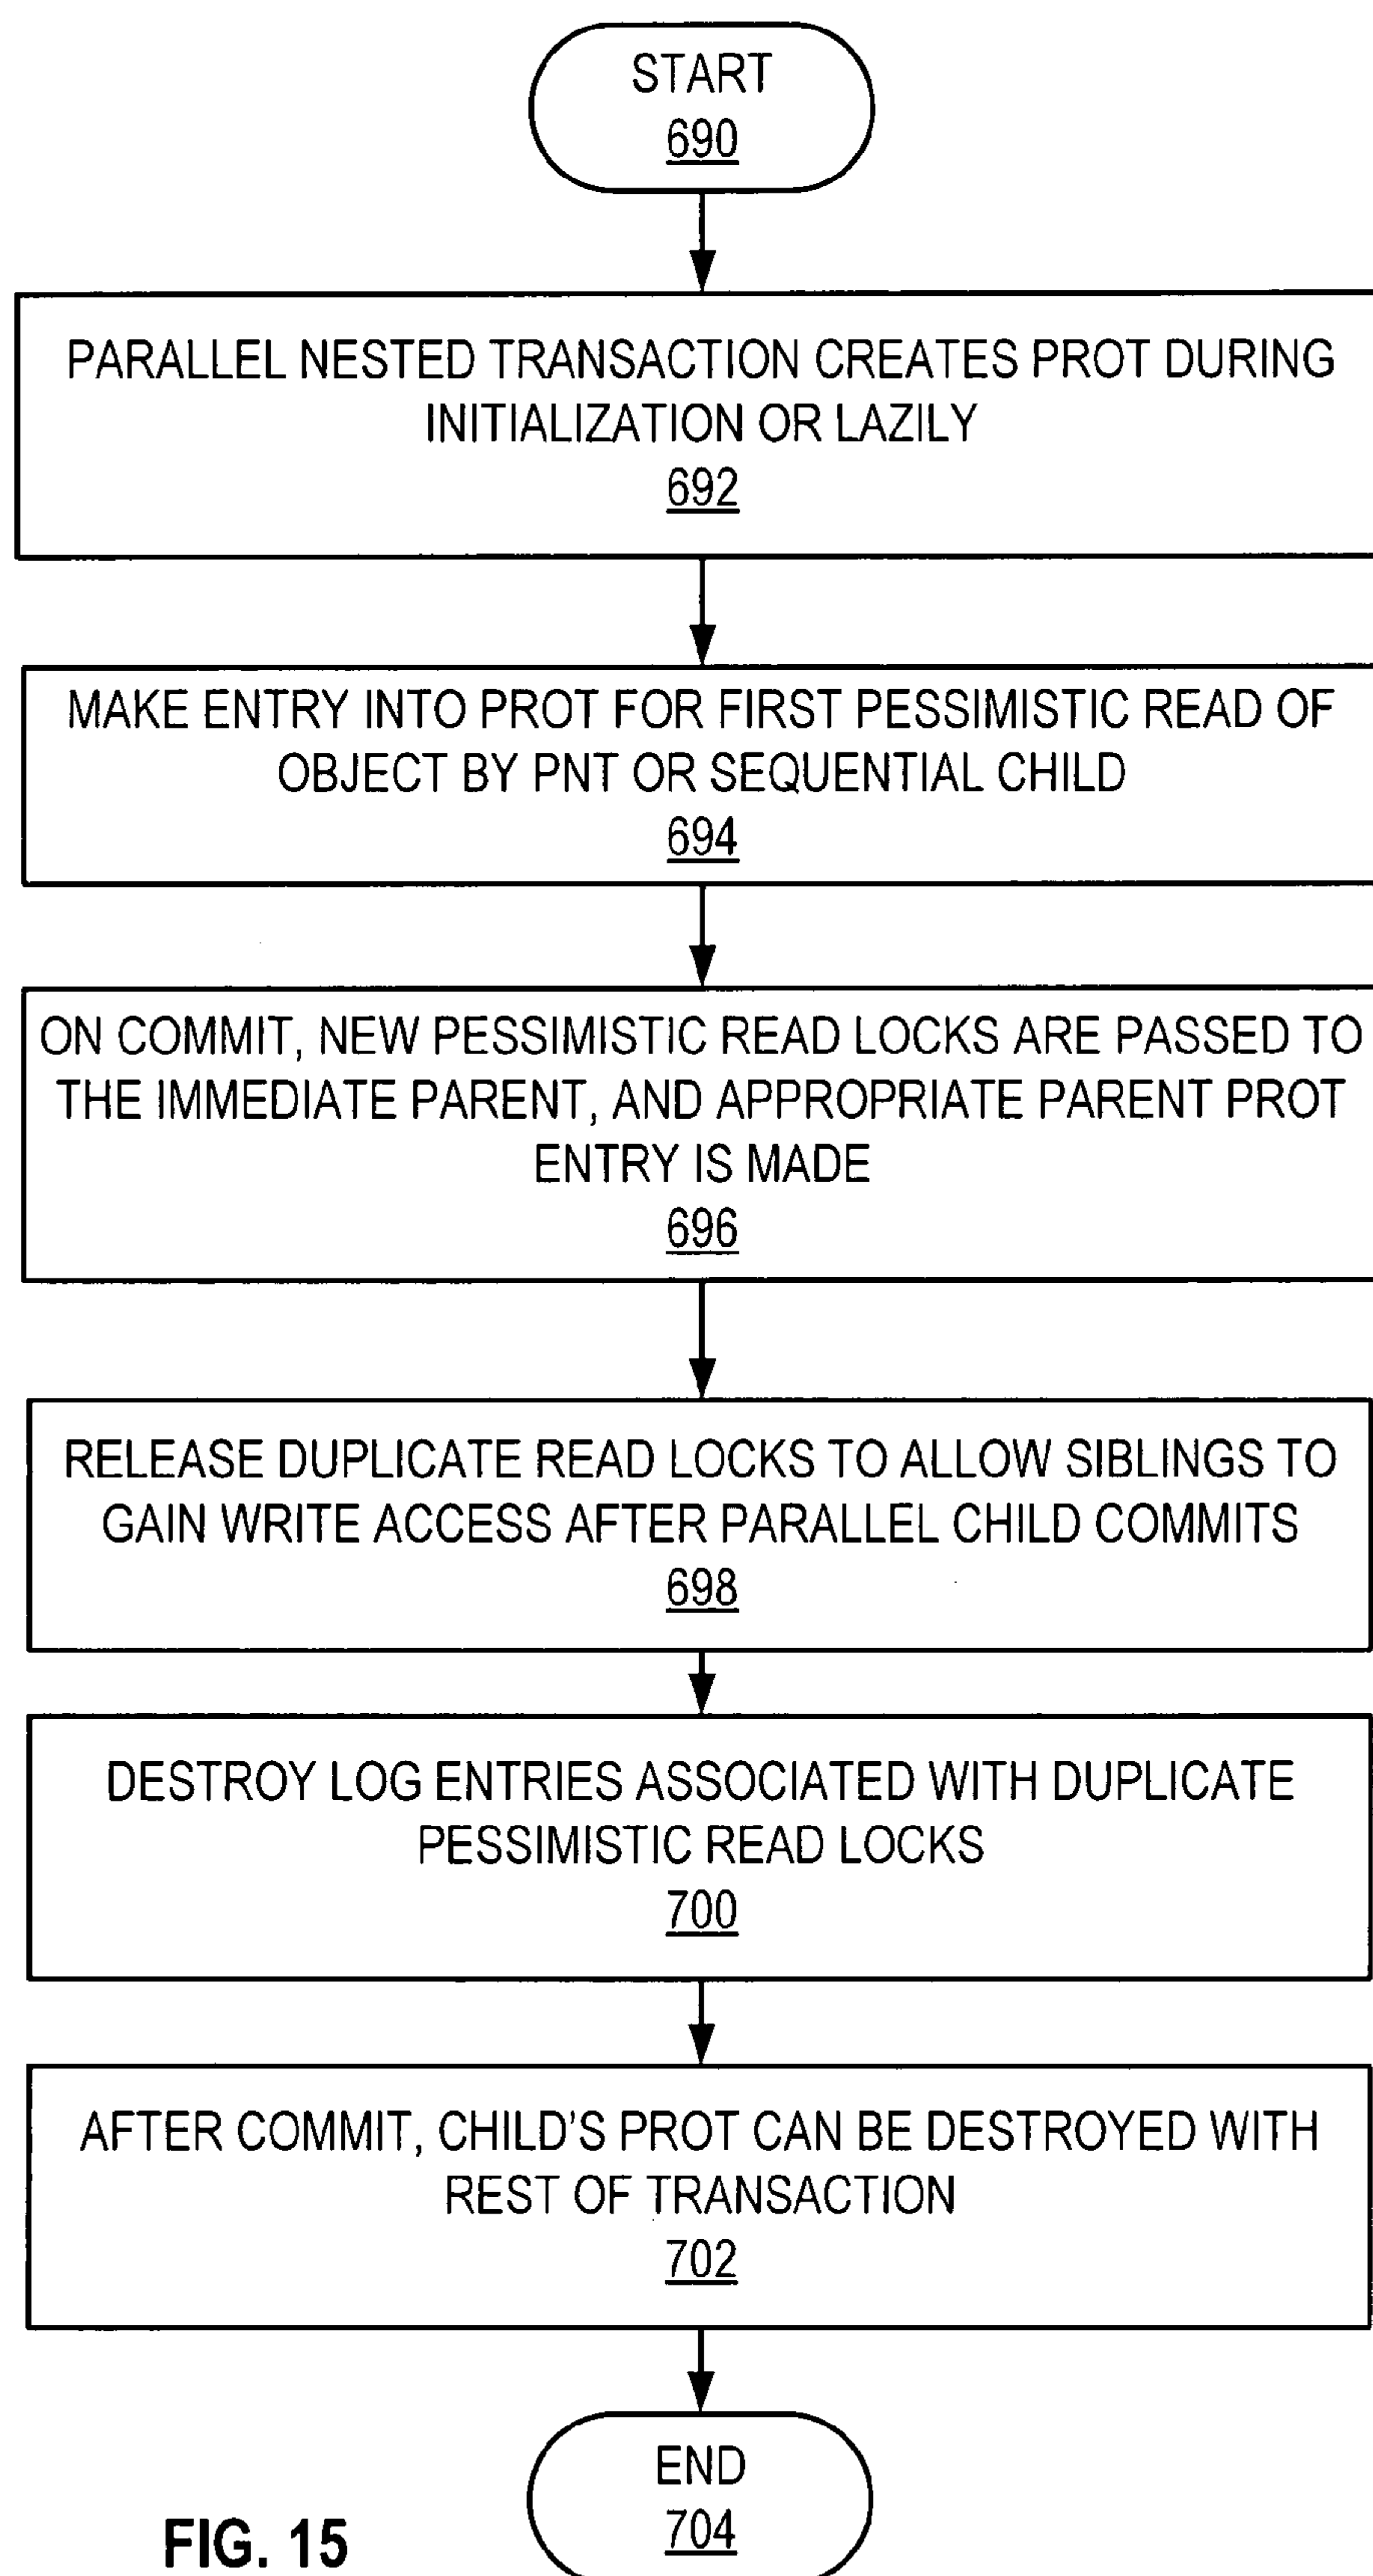 START
690
PARALLEL NESTED TRANSACTION CREATES PROT DURING
INITIALIZATION OR LAZILY
692
MAKE ENTRY INTO PROT FOR FIRST PESSIMISTIC READ OF
OBJECT BY PNT OR SEQUENTIAL CHILD
694
ON COMMIT, NEW PESSIMISTIC READ LOCKS ARE PASSED TO
THE IMMEDIATE PARENT, AND APPROPRIATE PARENT PROT
ENTRY IS MADE
696
RELEASE DUPLICATE READ LOCKS TO ALLOW SIBLINGS TO
GAIN WRITE ACCESS AFTER PARALLEL CHILD COMMITS
698
DESTROY LOG ENTRIES ASSOCIATED WITH DUPLICATE
PESSIMISTIC READ LOCKS
700
AFTER COMMIT, CHILD'S PROT CAN BE DESTROYED WITH
REST OF TRANSACTION
702
END
704
FIG. 15